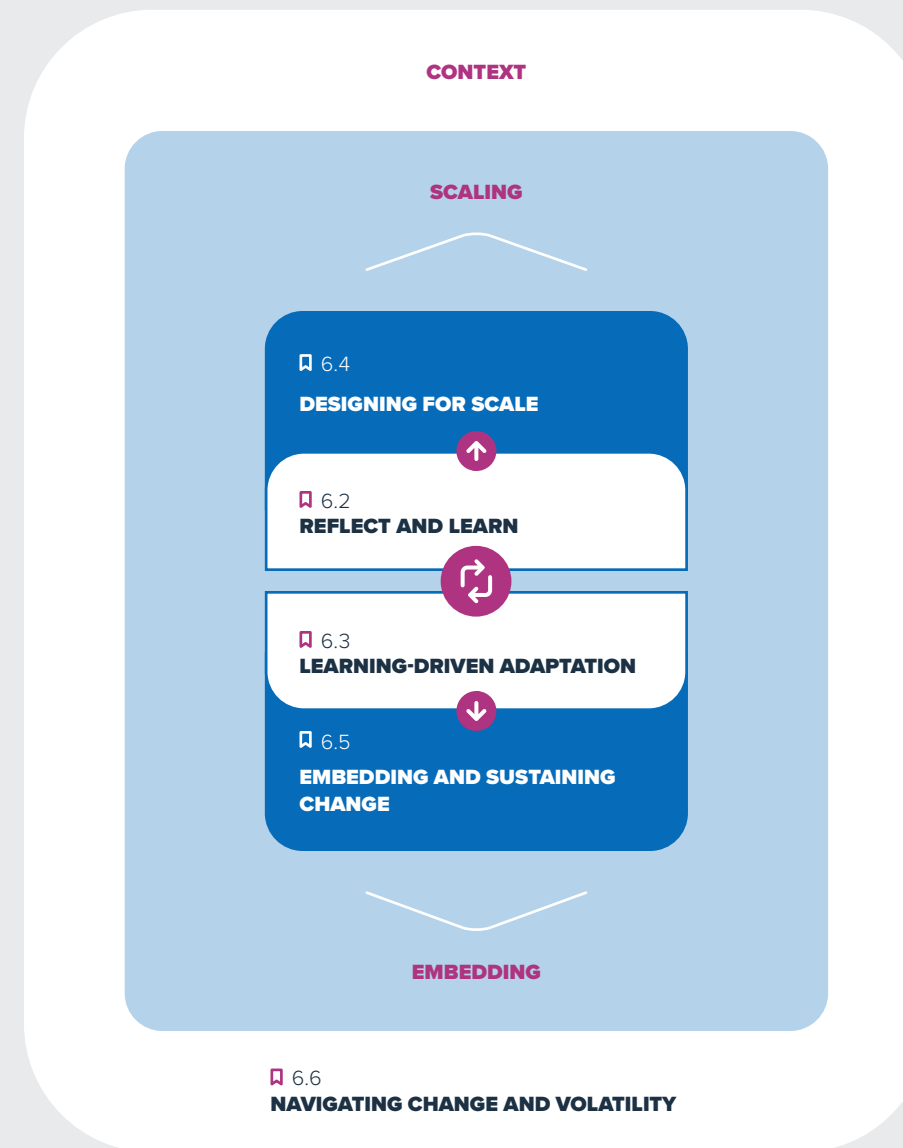 CONTEXT
SCALING
6.4
DESIGNING FOR SCALE
6.2
REFLECT AND LEARN
6.3
LEARNING-DRIVEN ADAPTATION
6.5
EMBEDDING AND SUSTAINING
CHANGE
EMBEDDING
6.6
NAVIGATING CHANGE AND VOLATILITY